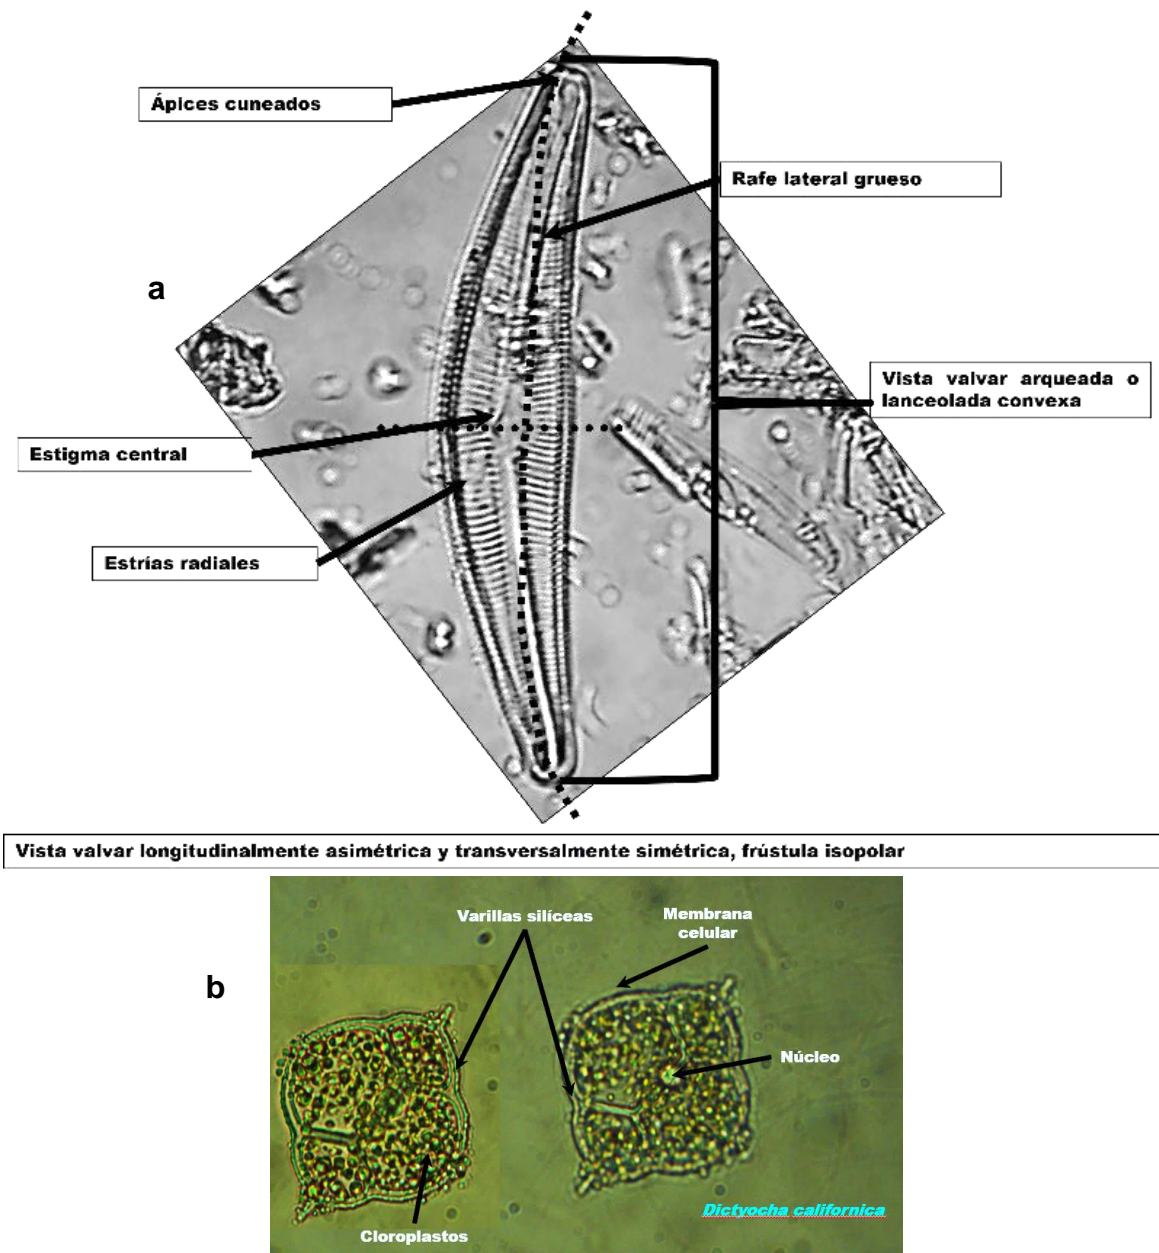 Ápices cuneados
Rafe lateral grueso
a
Vista valvar arqueada o
lanceolada convexa
Estigma central
Estrías radiales
Vista valvar longitudinalmente asimétrica y transversalmente simétrica, frústula isopolar
b
Varillas silíceas
Membrana
celular
Núcleo
Dictyocha californica
Cloroplastos